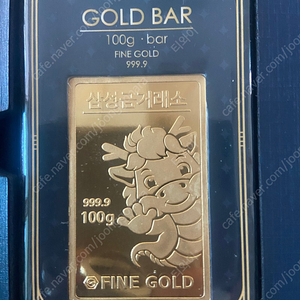 GOLD BAR
100g · bar
FINE GOLD
999.9
삼성금거래소
999.9
100g
FINE GOLD